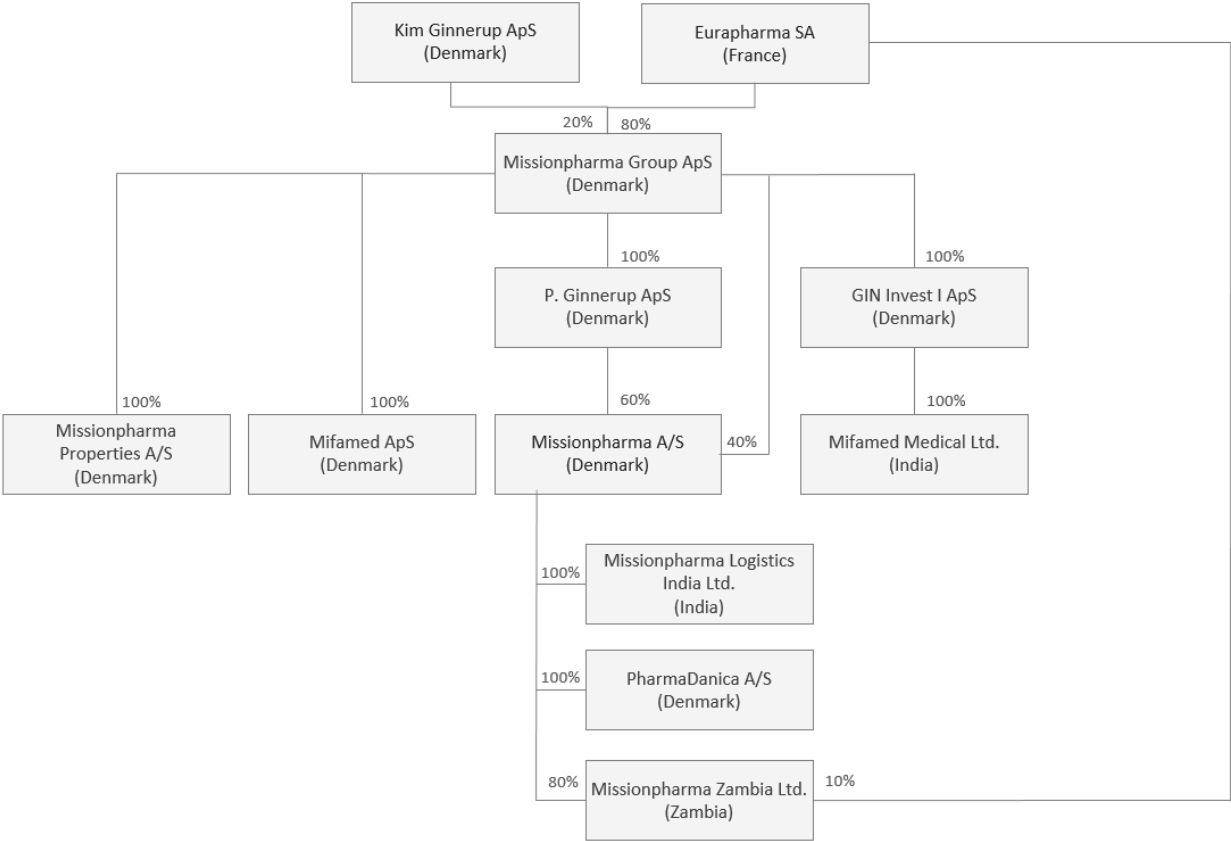 Kim Ginnerup ApS
(Denmark)
Eurapharma SA
(France)
20%
80%
Missionpharma Group ApS
(Denmark)
100%
100%
P. Ginnerup ApS
(Denmark)
GIN Invest I ApS
(Denmark)
100%
100%
60%
100%
Missionpharma
Properties A/S
(Denmark)
Mifamed ApS
(Denmark)
Missionpharma A/S
(Denmark)
40%
Mifamed Medical Ltd.
(India)
100%
Missionpharma Logistics
India Ltd.
(India)
100%
PharmaDanica A/S
(Denmark)
80%
Missionpharma Zambia Ltd.
(Zambia)
10%